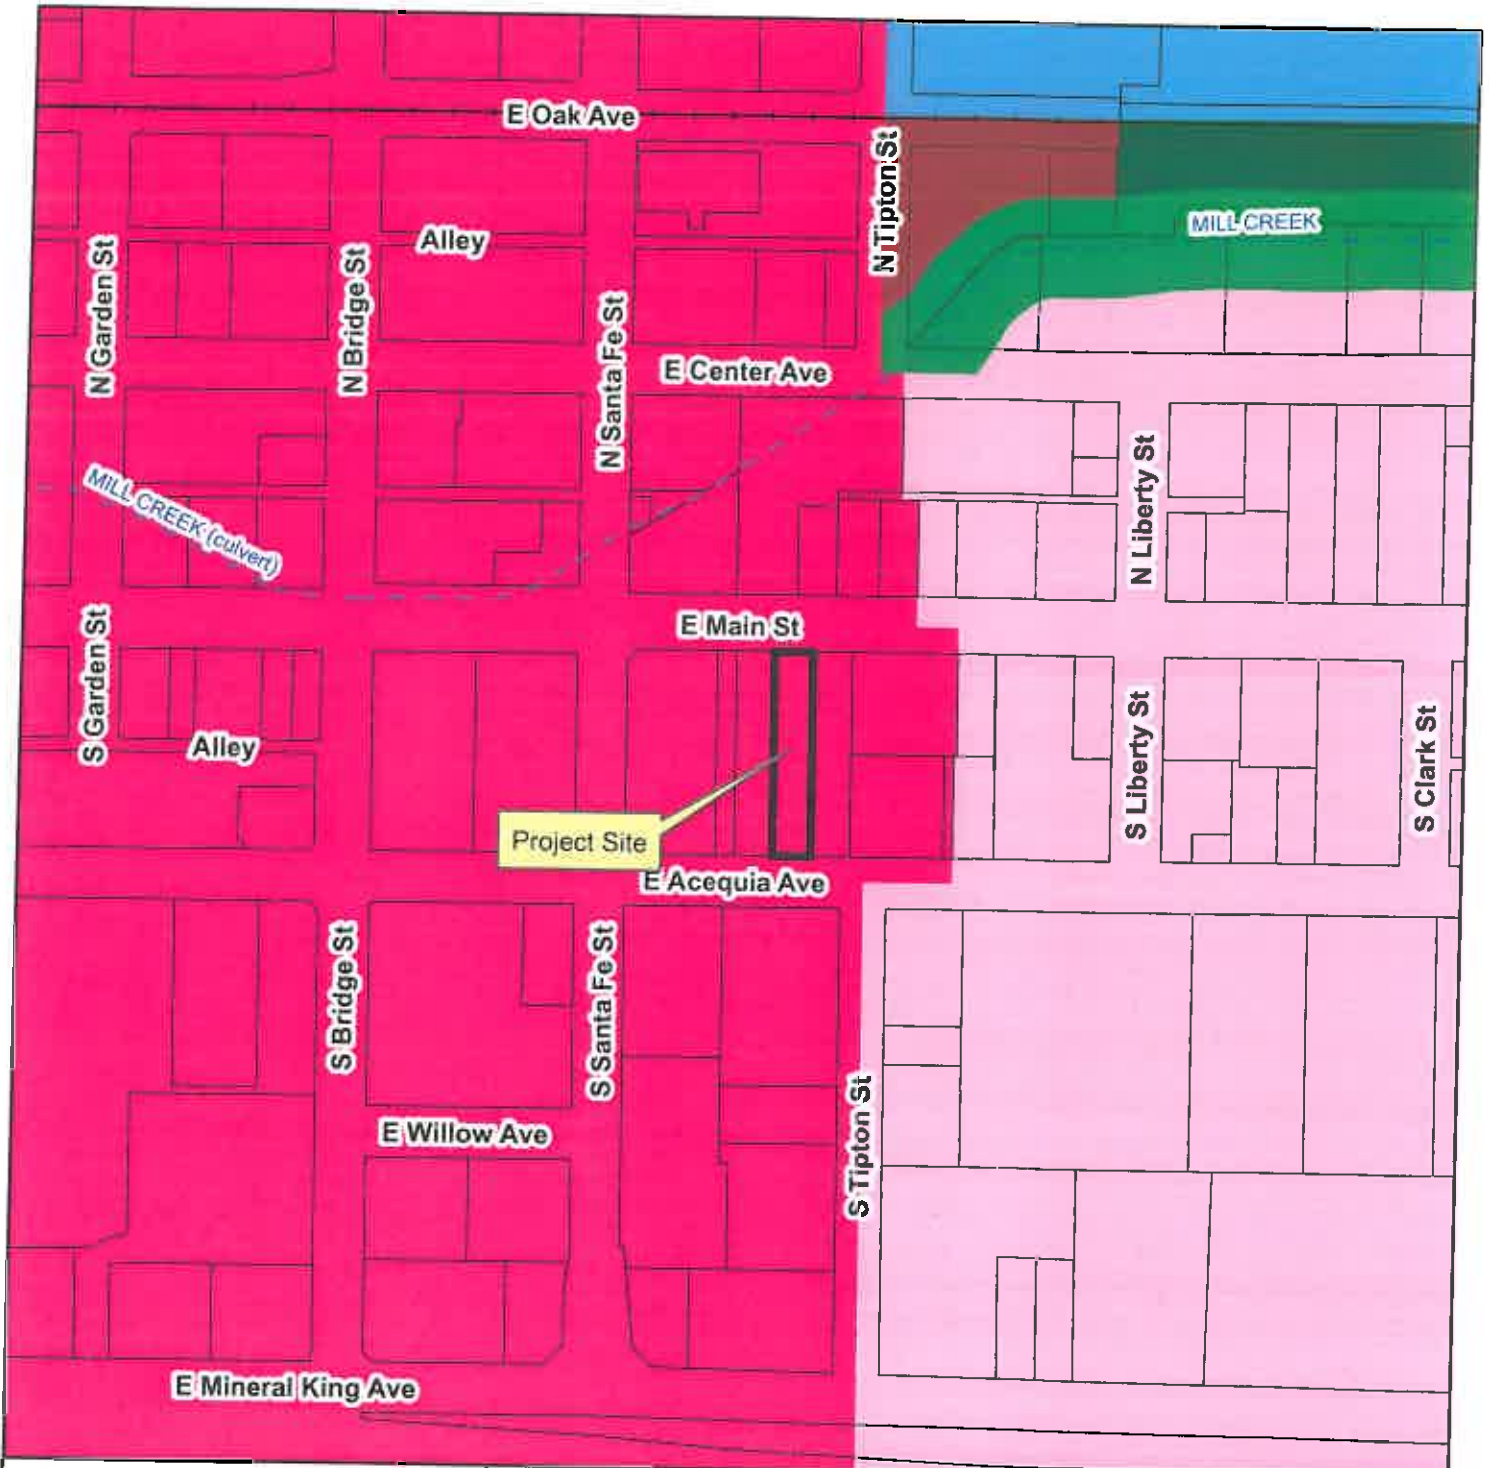 E Oak Ave
N Tipton St
MILL CREEK
Alley
N Garden St
N Bridge St
N Santa Fe St
E Center Ave
MILL CREEK (culvert)
N Liberty St
E Main St
S Garden St
Alley
S Liberty St
S Clark St
Project Site
E Acequia Ave
S Bridge St
S Santa Fe St
E Willow Ave
S Tipton St
E Mineral King Ave